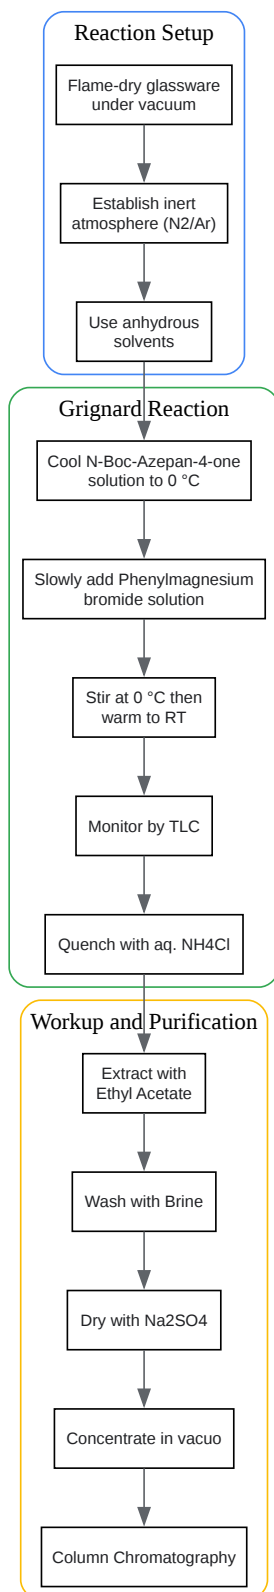 Reaction Setup
Flame-dry glassware
under vacuum
Establish inert
atmosphere (N2/Ar)
Use anhydrous
solvents
Grignard Reaction
Cool N-Boc-Azepan-4-one
solution to 0 °C
Slowly add Phenylmagnesium
bromide solution
Stir at 0 °C then
warm to RT
Monitor by TLC
Quench with aq. NH4Cl
Workup and Purification
Extract with
Ethyl Acetate
Wash with Brine
Dry with Na2SO4
Concentrate in vacuo
Column Chromatography